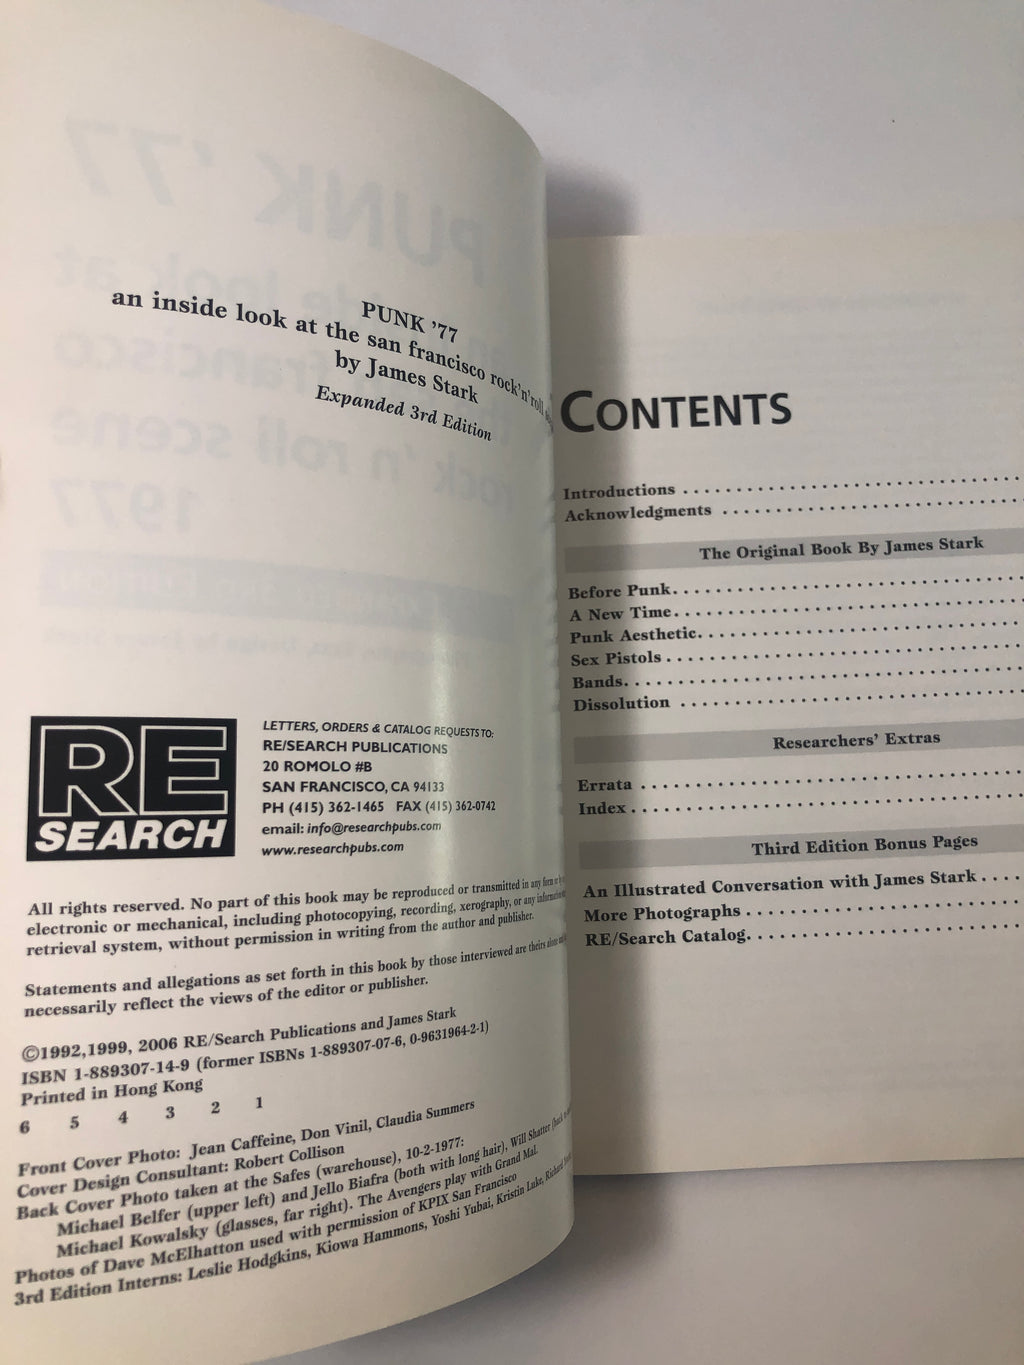 PUNK '77
an inside look at the san francisco rock'n'roll
by James Stark
Expanded 3rd Edition
RE
SEARCH
LETTERS, ORDERS & CATALOG REQUESTS TO:
RE/SEARCH PUBLICATIONS
20 ROMOLO #B
SAN FRANCISCO, CA 94133
PH (415) 362-1465 FAX (415) 362-0742
email: info@researchpubs.com
www.researchpubs.com
All rights reserved. No part of this book may be reproduced or transmitted in any form or
electronic or mechanical, including photocopying, recording, xerography, or any information
retrieval system, without permission in writing from the author and publisher.
Statements and allegations as set forth in this book by those interviewed are theirs alone
necessarily reflect the views of the editor or publisher.
©1992,1999, 2006 RE/Search Publications and James Stark
ISBN 1-889307-14-9 (former ISBNs 1-889307-07-6, 0-9631964-2-1)
Printed in Hong Kong
6 5 4 3 2 1
Front Cover Photo: Jean Caffeine, Don Vinil, Claudia Summers
Cover Design Consultant: Robert Collison
Back Cover Photo taken at the Safes (warehouse), 10-2-1977:
Michael Belfer (upper left) and Jello Biafra (both with long hair), Will Shatter (back
Michael Kowalsky (glasses, far right). The Avengers play with Grand Mal.
Photos of Dave McElhatton used with permission of KPIX San Francisco
3rd Edition Interns: Leslie Hodgkins, Kiowa Hammons, Yoshi Yubai, Kristin Luke, Richard
CONTENTS
Introductions
Acknowledgments
The Original Book By James Stark
Before Punk
A New Time
Punk Aesthetic
Sex Pistols
Bands
Dissolution
Researchers' Extras
Errata
Index
Third Edition Bonus Pages
An Illustrated Conversation with James Stark
More Photographs
RE/Search Catalog